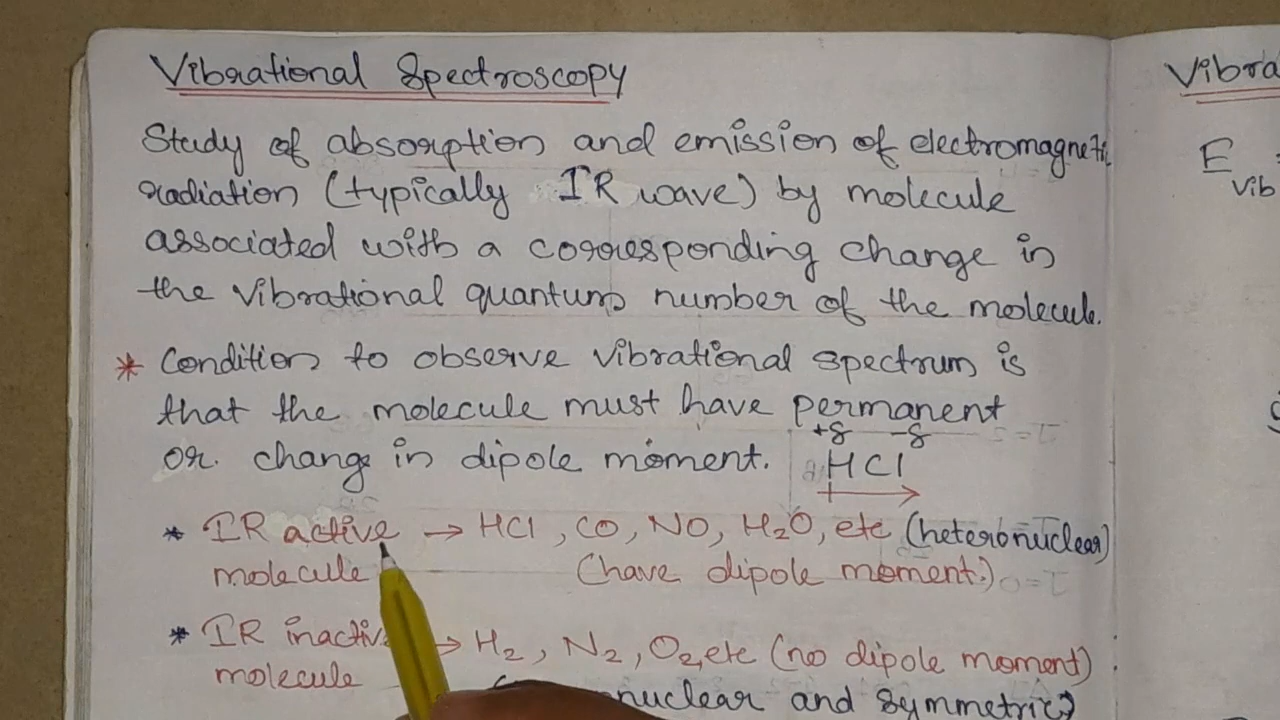 Vibrational Spectroscopy
Study of absorption and emission of electromagnetic
radiation (typically IR wave) by molecule
associated with a corresponding change in
the vibrational quantum number of the molecule.
* Condition to observe vibrational spectrum is
that the molecule must have permanent
or change in dipole moment.
+δ -δ
HCl
* IR active → HCl, CO, NO, H₂O, etc (heteronuclear)
molecule (have dipole moment.)
* IR inactive → H₂, N₂, O₂, etc (no dipole moment)
molecule
nuclear and symmetric)
Vibra
E vib